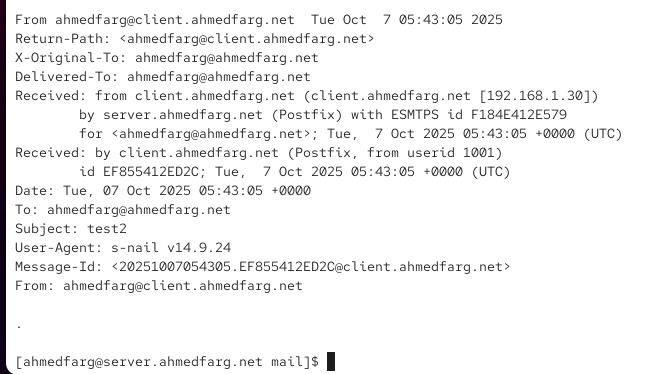 From ahmedfarg@client.ahmedfarg.net  Tue Oct  7 05:43:05 2025
Return-Path: <ahmedfarg@client.ahmedfarg.net>
X-Original-To: ahmedfarg@ahmedfarg.net
Delivered-To: ahmedfarg@ahmedfarg.net
Received: from client.ahmedfarg.net (client.ahmedfarg.net [192.168.1.30])
        by server.ahmedfarg.net (Postfix) with ESMTPS id F184E412E579
        for <ahmedfarg@ahmedfarg.net>; Tue,  7 Oct 2025 05:43:05 +0000 (UTC)
Received: by client.ahmedfarg.net (Postfix, from userid 1001)
        id EF855412ED2C; Tue,  7 Oct 2025 05:43:05 +0000 (UTC)
Date: Tue, 07 Oct 2025 05:43:05 +0000
To: ahmedfarg@ahmedfarg.net
Subject: test2
User-Agent: s-nail v14.9.24
Message-Id: <20251007054305.EF855412ED2C@client.ahmedfarg.net>
From: ahmedfarg@client.ahmedfarg.net

.

[ahmedfarg@server.ahmedfarg.net mail]$